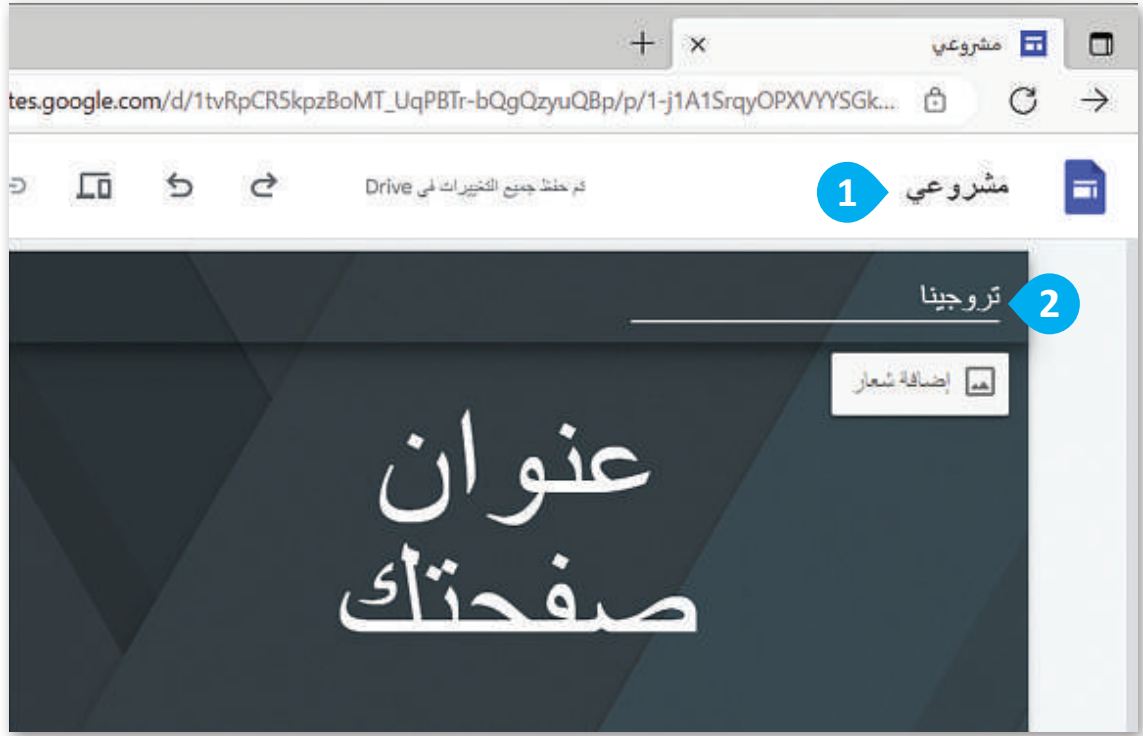 مشروعي
tes.google.com/d/1tvRpCR5kpzBoMT_UqPBTr-bQgQzyuQBp/p/1-j1A1SrqyOPXVYYSGk...
مشروعي
1
تم حفظ جميع التغييرات في Drive
تروجينا
2
إضافة شعار
عنوان
صفحتك